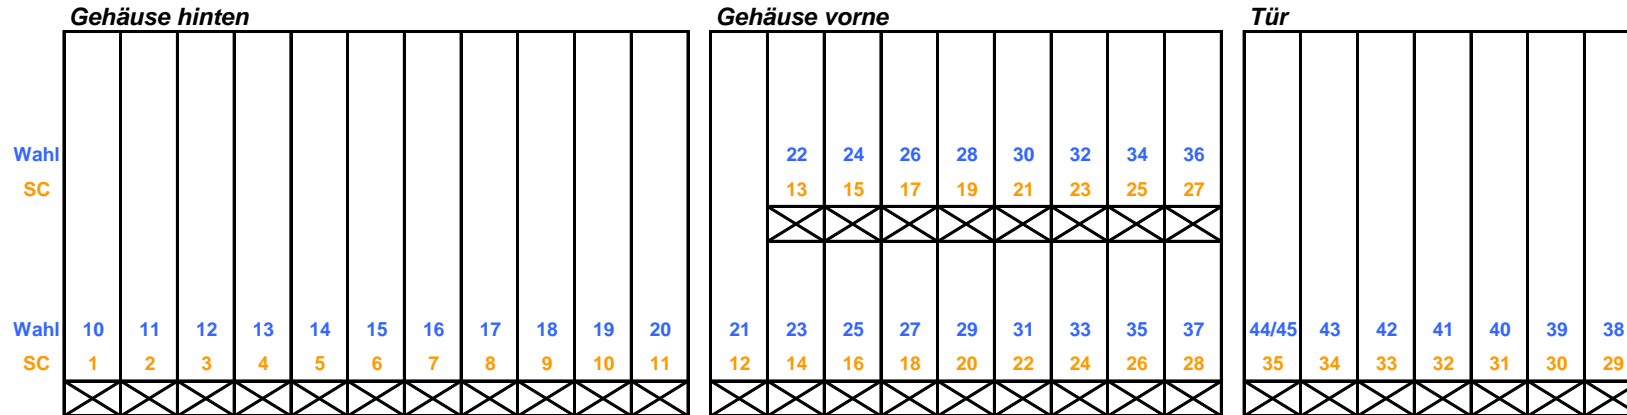 Gehäuse hinten Gehäuse vorne Tür
Wahl 22 24 26 28 30 32 34 36
SC 13 15 17 19 21 23 25 27
Wahl 10 11 12 13 14 15 16 17 18 19 20 21 23 25 27 29 31 33 35 37 44/45 43 42 41 40 39 38
SC 1 2 3 4 5 6 7 8 9 10 11 12 14 16 18 20 22 24 26 28 35 34 33 32 31 30 29